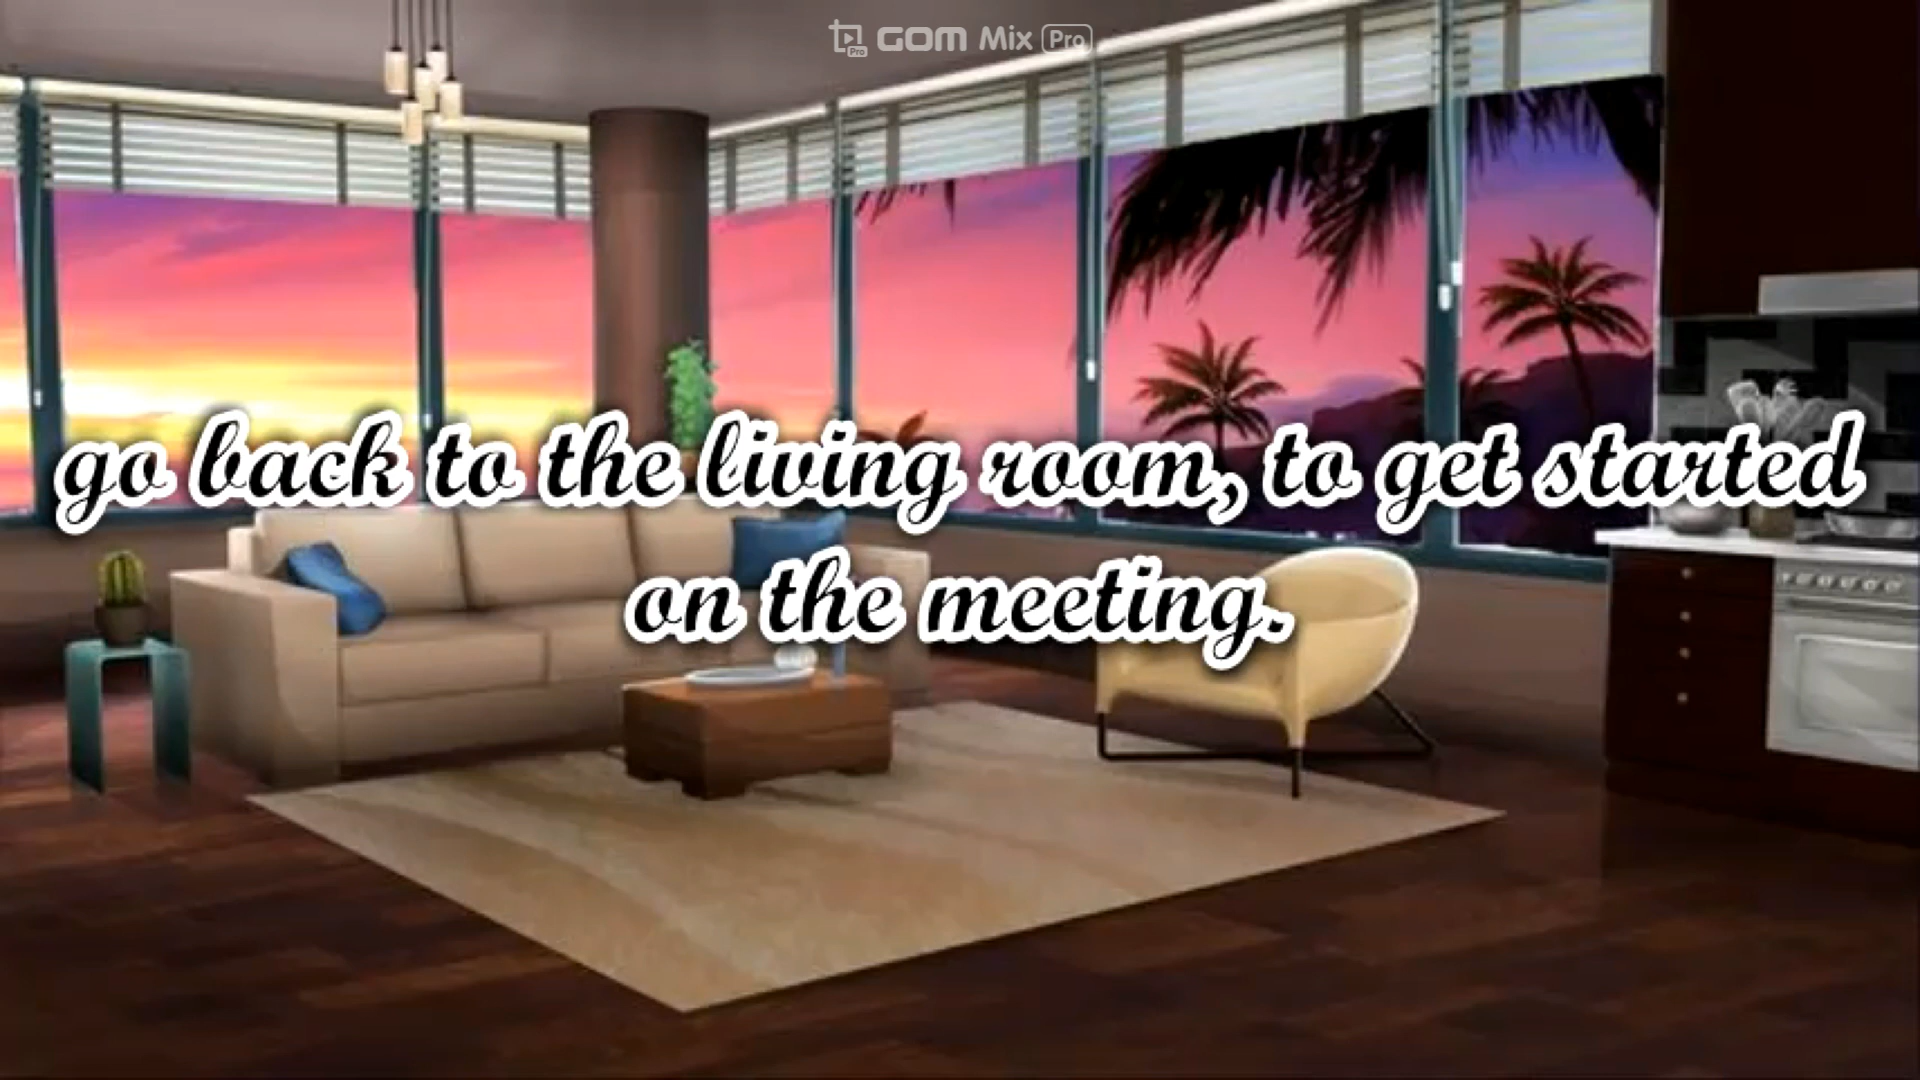 GOM Mix Pro
go back to the living room, to get started
on the meeting.